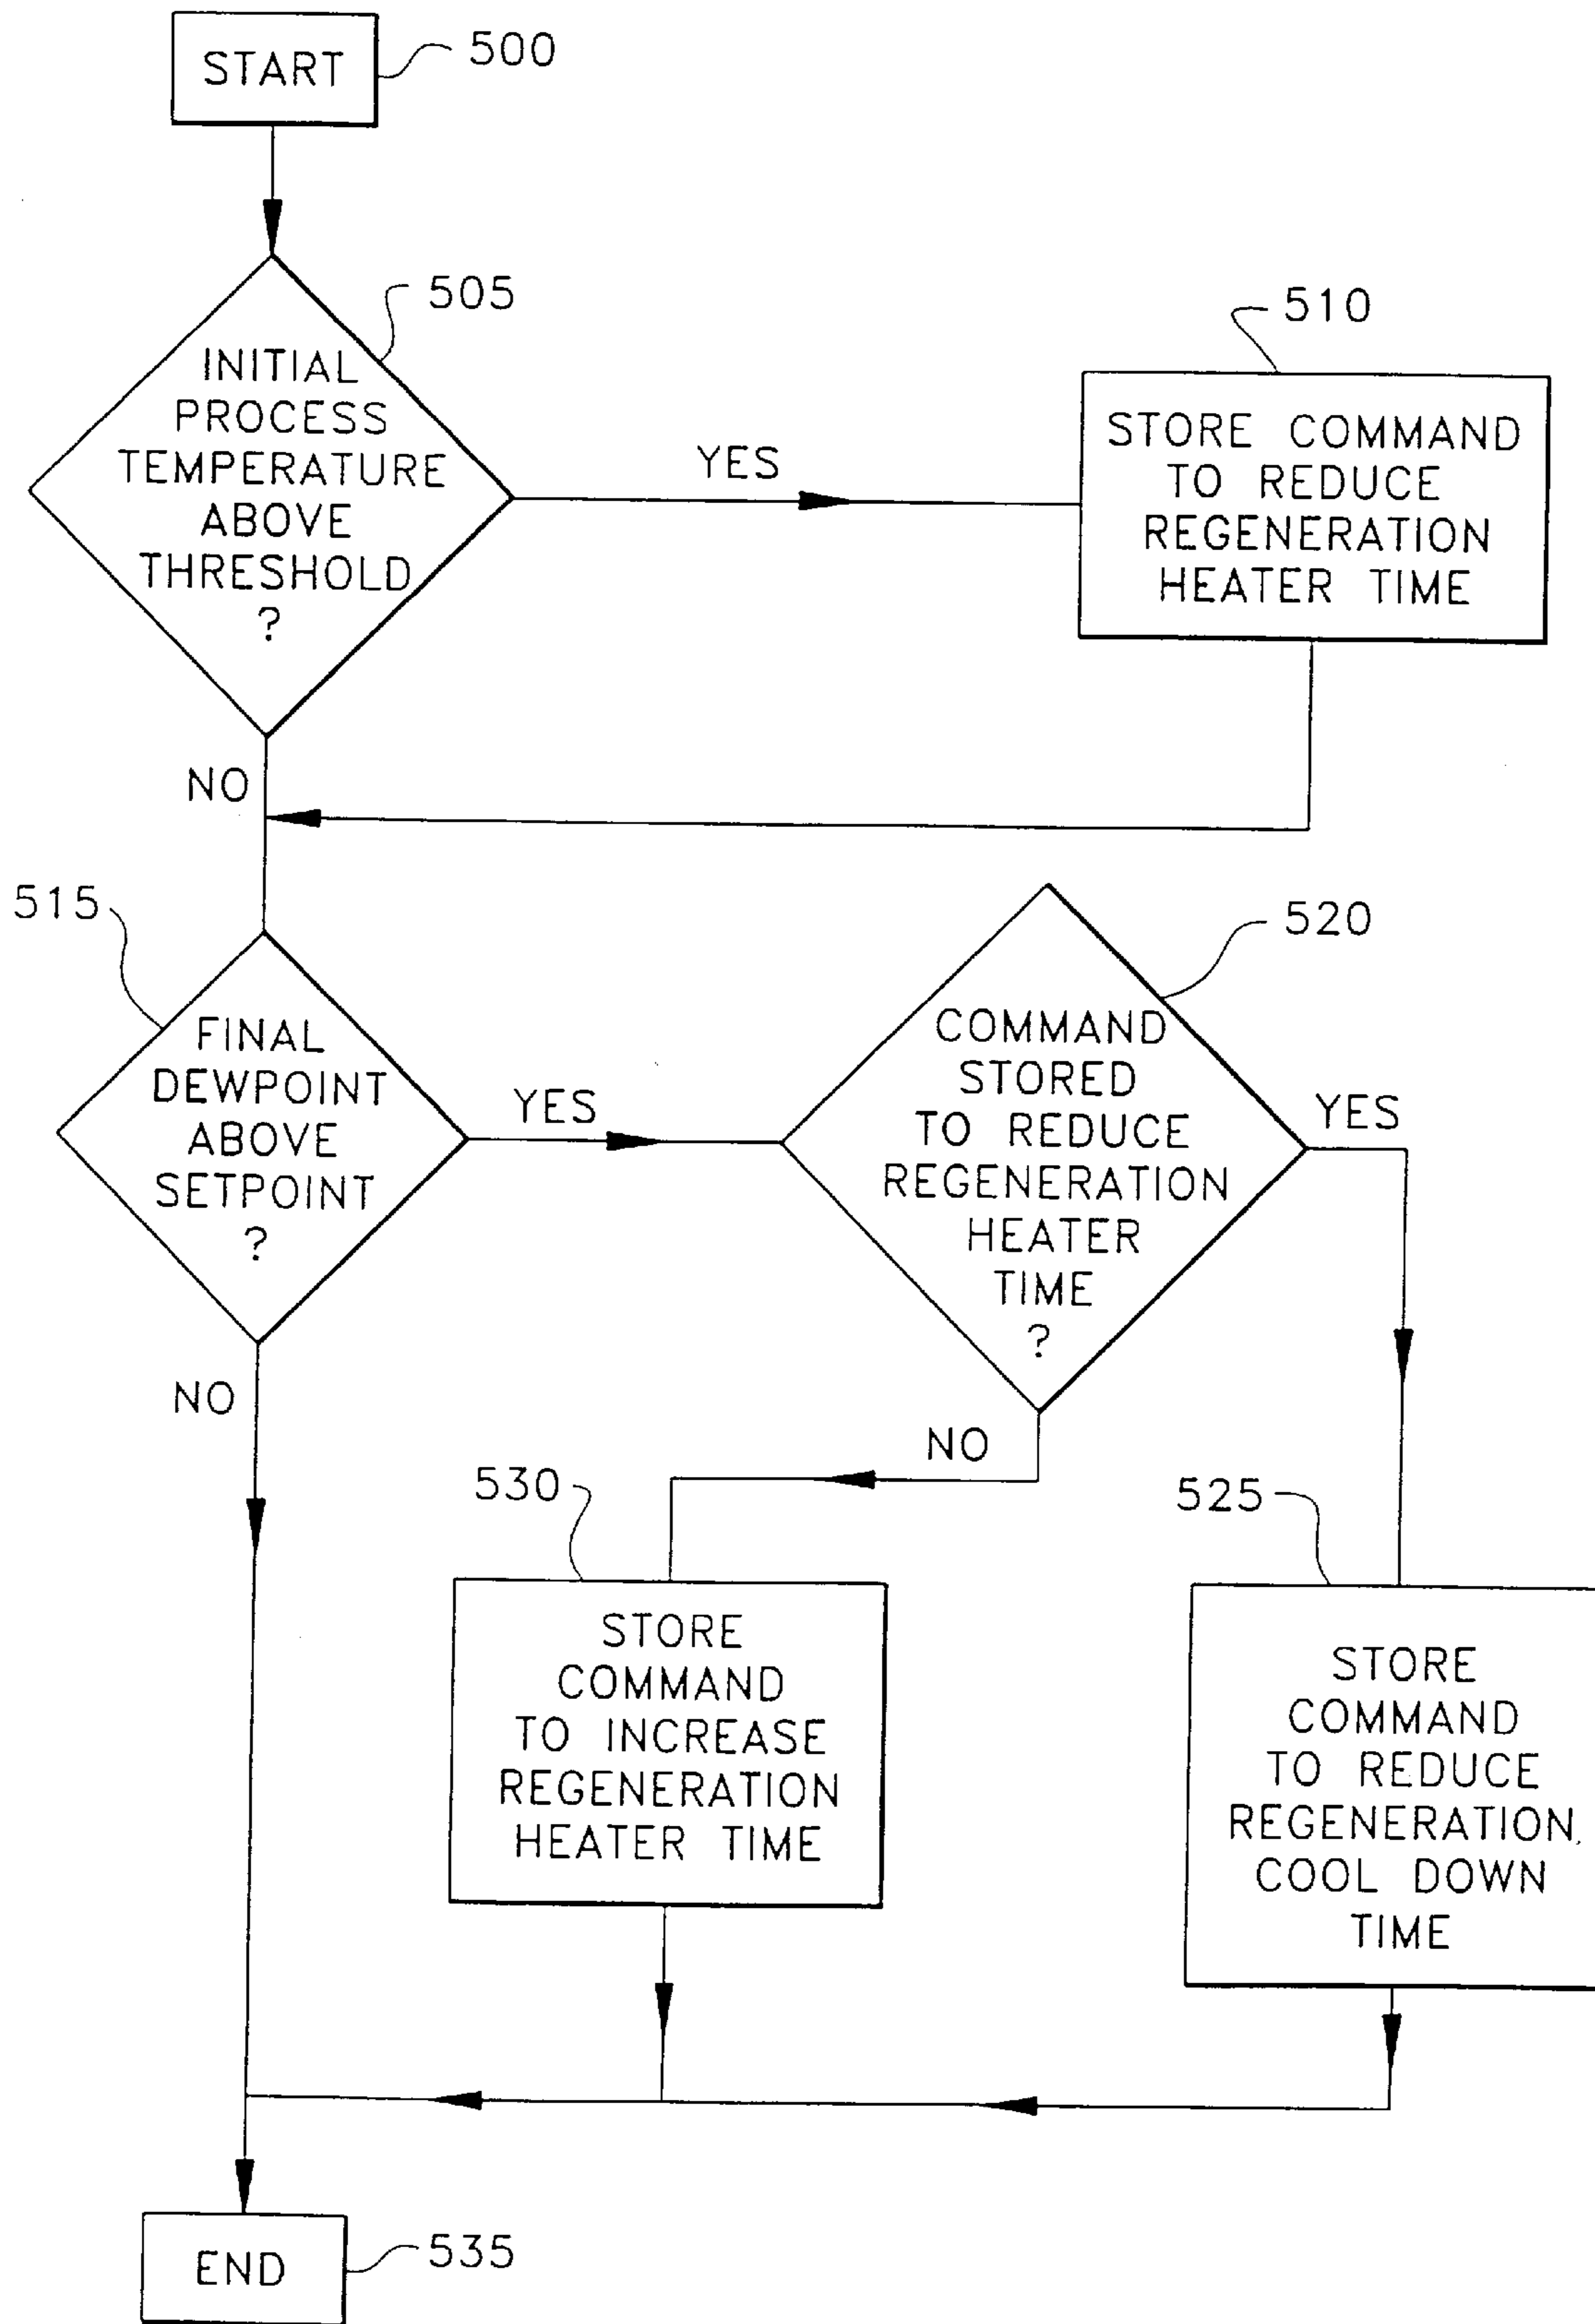 START
500
505
INITIAL
PROCESS
TEMPERATURE
ABOVE
THRESHOLD
?
YES
510
STORE COMMAND
TO REDUCE
REGENERATION
HEATER TIME
NO
515
FINAL
DEWPOINT
ABOVE
SETPOINT
?
YES
520
COMMAND
STORED
TO REDUCE
REGENERATION
HEATER
TIME
?
YES
NO
NO
530
STORE
COMMAND
TO INCREASE
REGENERATION
HEATER TIME
525
STORE
COMMAND
TO REDUCE
REGENERATION
COOL DOWN
TIME
END
535